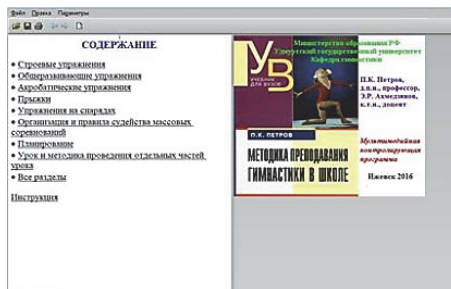 Файл Правка Параметры
СОДЕРЖАНИЕ
• Строевые упражнения
• Общеразвивающие упражнения
• Акробатические упражнения
• Прыжки
• Упражнения на снарядах
• Организация и правила судейства массовых
соревнований
• Планирование
• Урок и методика проведения отдельных частей
урока
• Все разделы
Инструкция
Министерство образования РФ
Удмуртский государственный университет
Кафедра гимнастики
УВ
УЧЕБНИК
ДЛЯ ВУЗОВ
П.К. Петров,
д.п.н., профессор,
Э.Р. Ахмедзянов,
к.т.н., доцент
П.К. ПЕТРОВ
МЕТОДИКА ПРЕПОДАВАНИЯ
ГИМНАСТИКИ В ШКОЛЕ
Мультимедийная
контролирующая
программа
Ижевск 2016